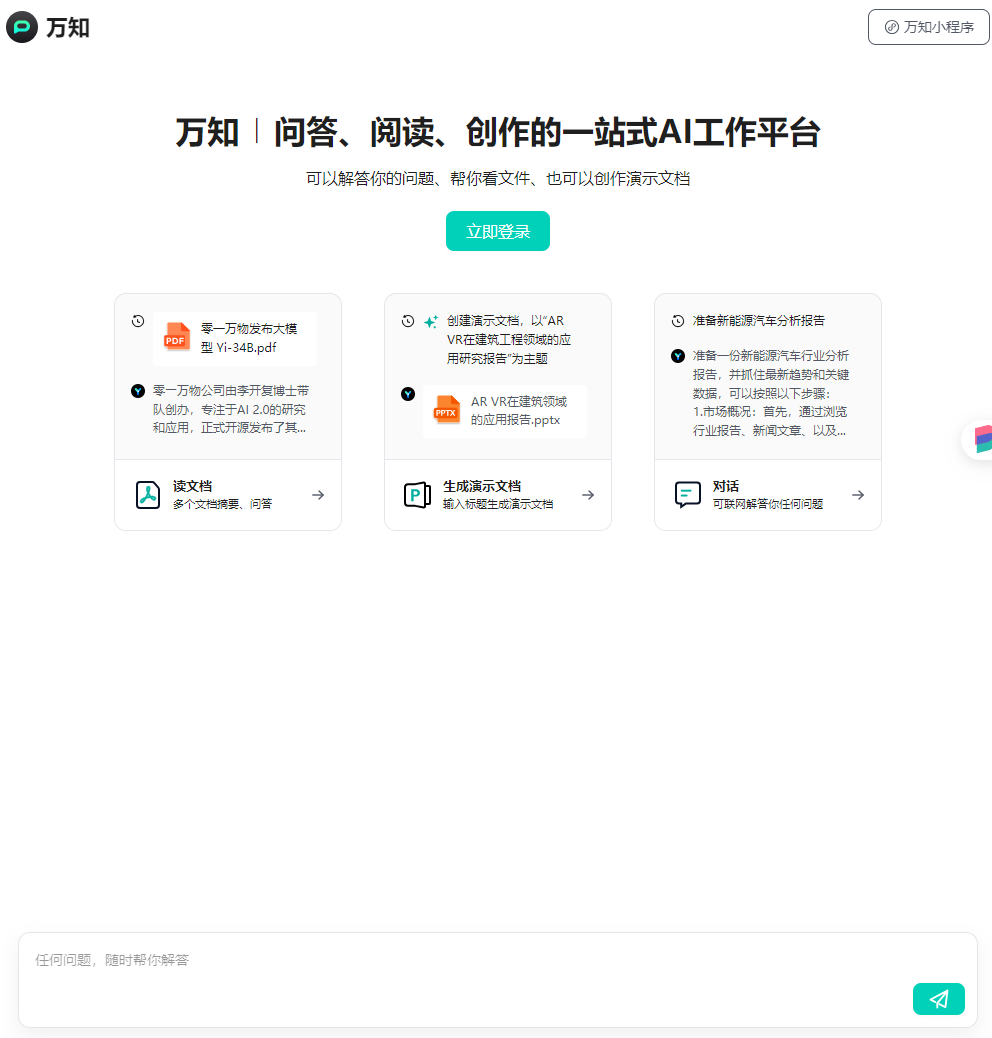 万知
万知小程序
万知｜问答、阅读、创作的一站式AI工作平台
可以解答你的问题、帮你看文件、也可以创作演示文档
立即登录
PDF
零一万物发布大模
型 Yi-34B.pdf
零一万物公司由李开复博士带
队创办，专注于AI 2.0的研究
和应用，正式开源发布了其...
读文档
多个文档摘要、问答
创建演示文档，以“AR
VR在建筑工程领域的应
用研究报告”为主题
PPTX
AR VR在建筑领域
的应用报告.pptx
生成演示文档
输入标题生成演示文档
准备新能源汽车分析报告
准备一份新能源汽车行业分析
报告，并抓住最新趋势和关键
数据，可以按照以下步骤：
1.市场概况：首先，通过浏览
行业报告、新闻文章、以及...
对话
可联网解答你任何问题
任何问题，随时帮你解答